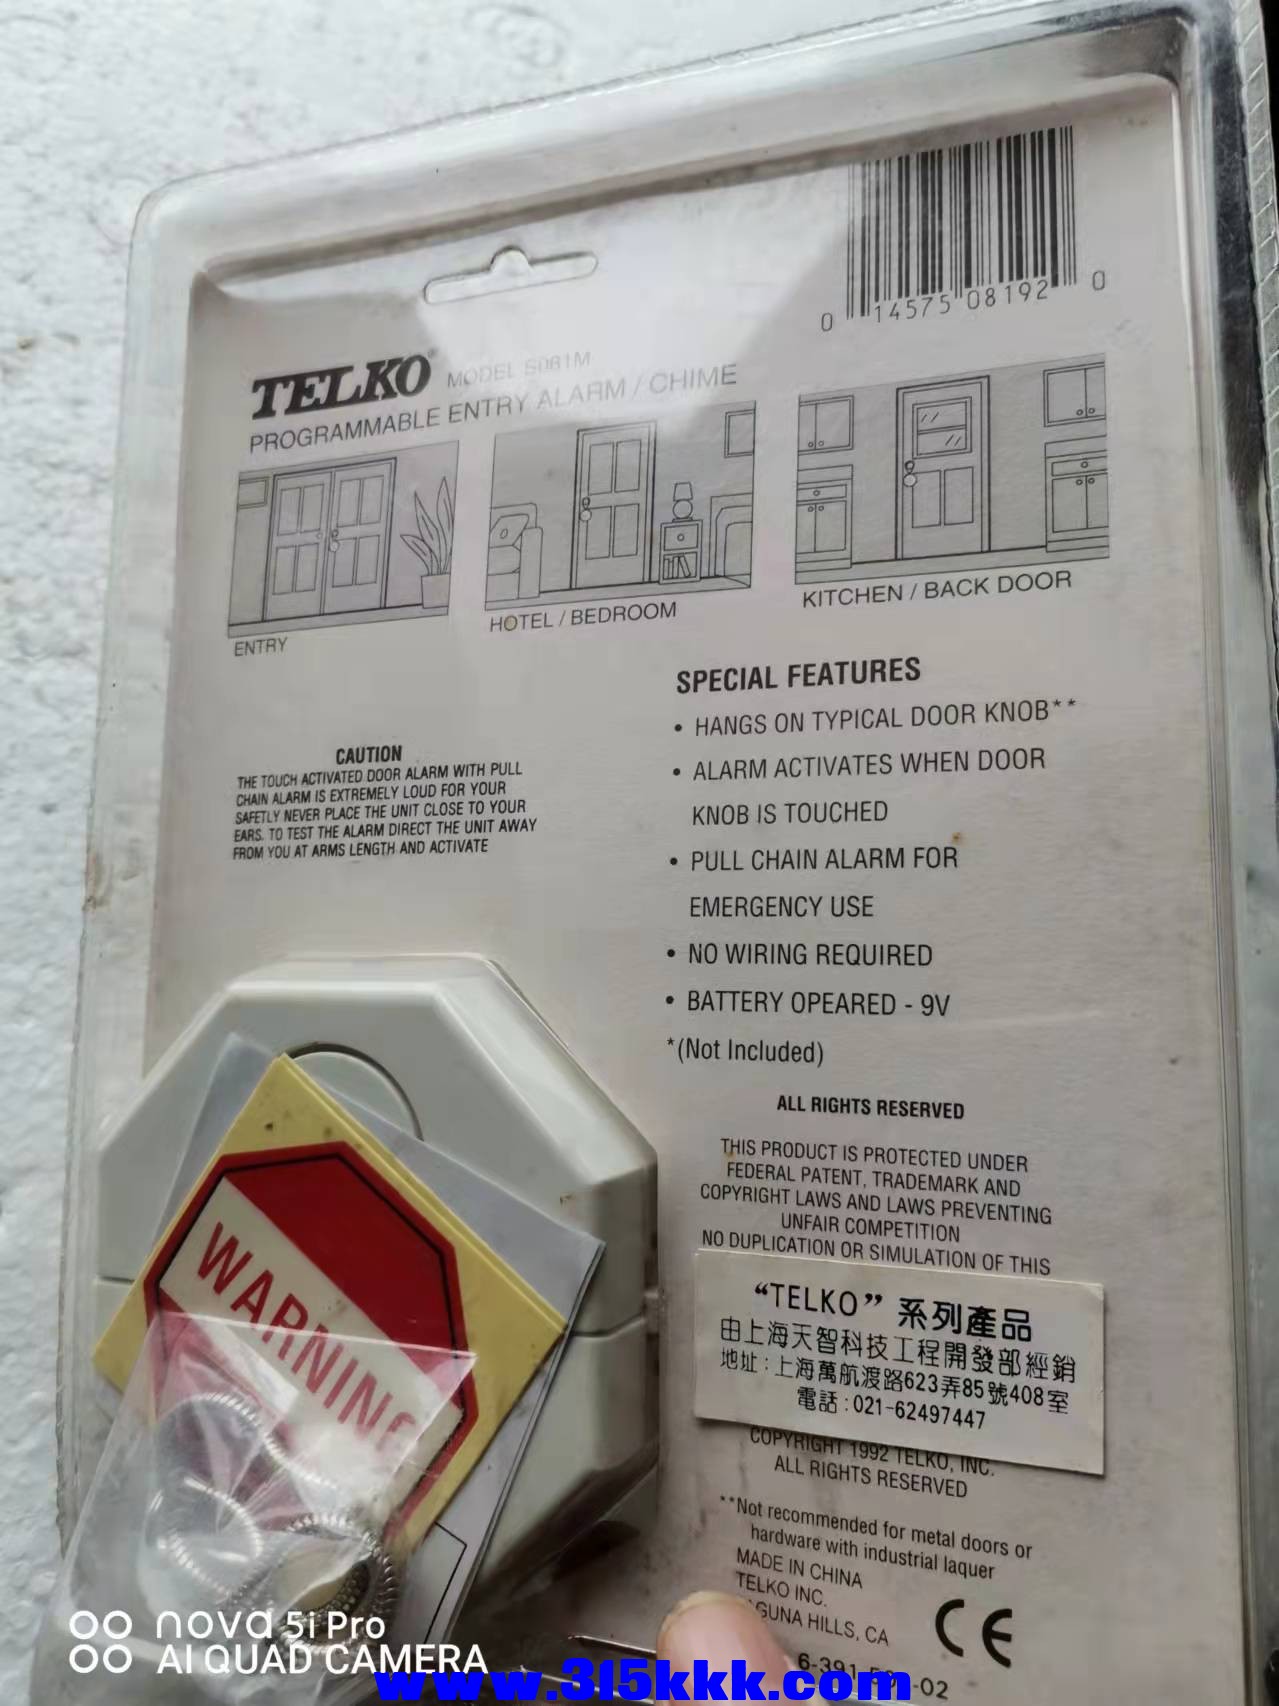 0 14575 08192 0
TELKO® MODEL S081M
PROGRAMMABLE ENTRY ALARM / CHIME
ENTRY
HOTEL / BEDROOM
KITCHEN / BACK DOOR
SPECIAL FEATURES
• HANGS ON TYPICAL DOOR KNOB**
• ALARM ACTIVATES WHEN DOOR
KNOB IS TOUCHED
• PULL CHAIN ALARM FOR
EMERGENCY USE
• NO WIRING REQUIRED
• BATTERY OPEARED - 9V
*(Not Included)
CAUTION
THE TOUCH ACTIVATED DOOR ALARM WITH PULL
CHAIN ALARM IS EXTREMELY LOUD FOR YOUR
SAFETLY NEVER PLACE THE UNIT CLOSE TO YOUR
EARS. TO TEST THE ALARM DIRECT THE UNIT AWAY
FROM YOU AT ARMS LENGTH AND ACTIVATE
ALL RIGHTS RESERVED
THIS PRODUCT IS PROTECTED UNDER
FEDERAL PATENT, TRADEMARK AND
COPYRIGHT LAWS AND LAWS PREVENTING
UNFAIR COMPETITION
NO DUPLICATION OR SIMULATION OF THIS
“TELKO” 系列產品
由上海天智科技工程開發部經銷
地址：上海萬航渡路623弄85號408室
電話：021-62497447
COPYRIGHT 1992 TELKO, INC.
ALL RIGHTS RESERVED
**Not recommended for metal doors or
hardware with industrial laquer
MADE IN CHINA
TELKO INC.
HILLS, CA
CE
WARNING
nova 5i Pro
AI QUAD CAMERA
www.315kkk.com